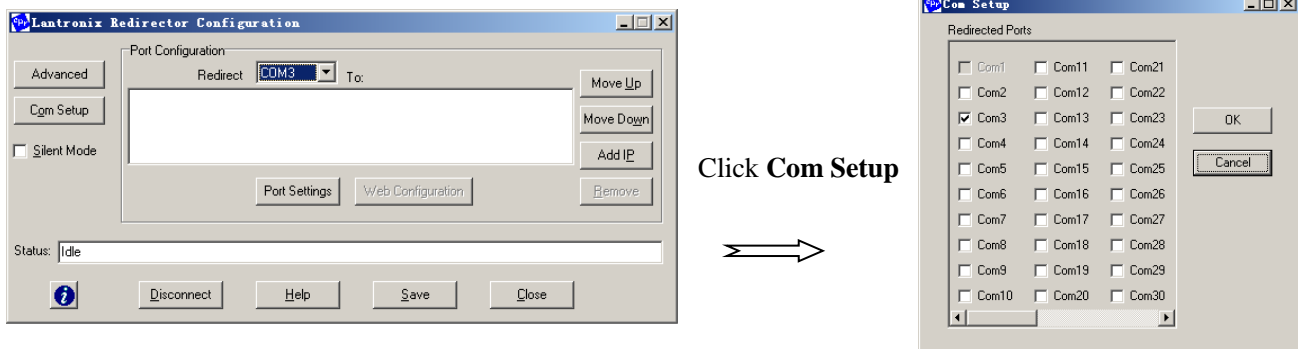 Lantronix Redirector Configuration
Port Configuration
Redirect COM3 To:
Advanced
Com Setup
Silent Mode
Move Up
Move Down
Add IP
Remove
Port Settings
Web Configuration
Status: Idle
Disconnect
Help
Save
Close
Click Com Setup
Com Setup
Redirected Ports
Com1 Com11 Com21
Com2 Com12 Com22
Com3 Com13 Com23
Com4 Com14 Com24
Com5 Com15 Com25
Com6 Com16 Com26
Com7 Com17 Com27
Com8 Com18 Com28
Com9 Com19 Com29
Com10 Com20 Com30
OK
Cancel